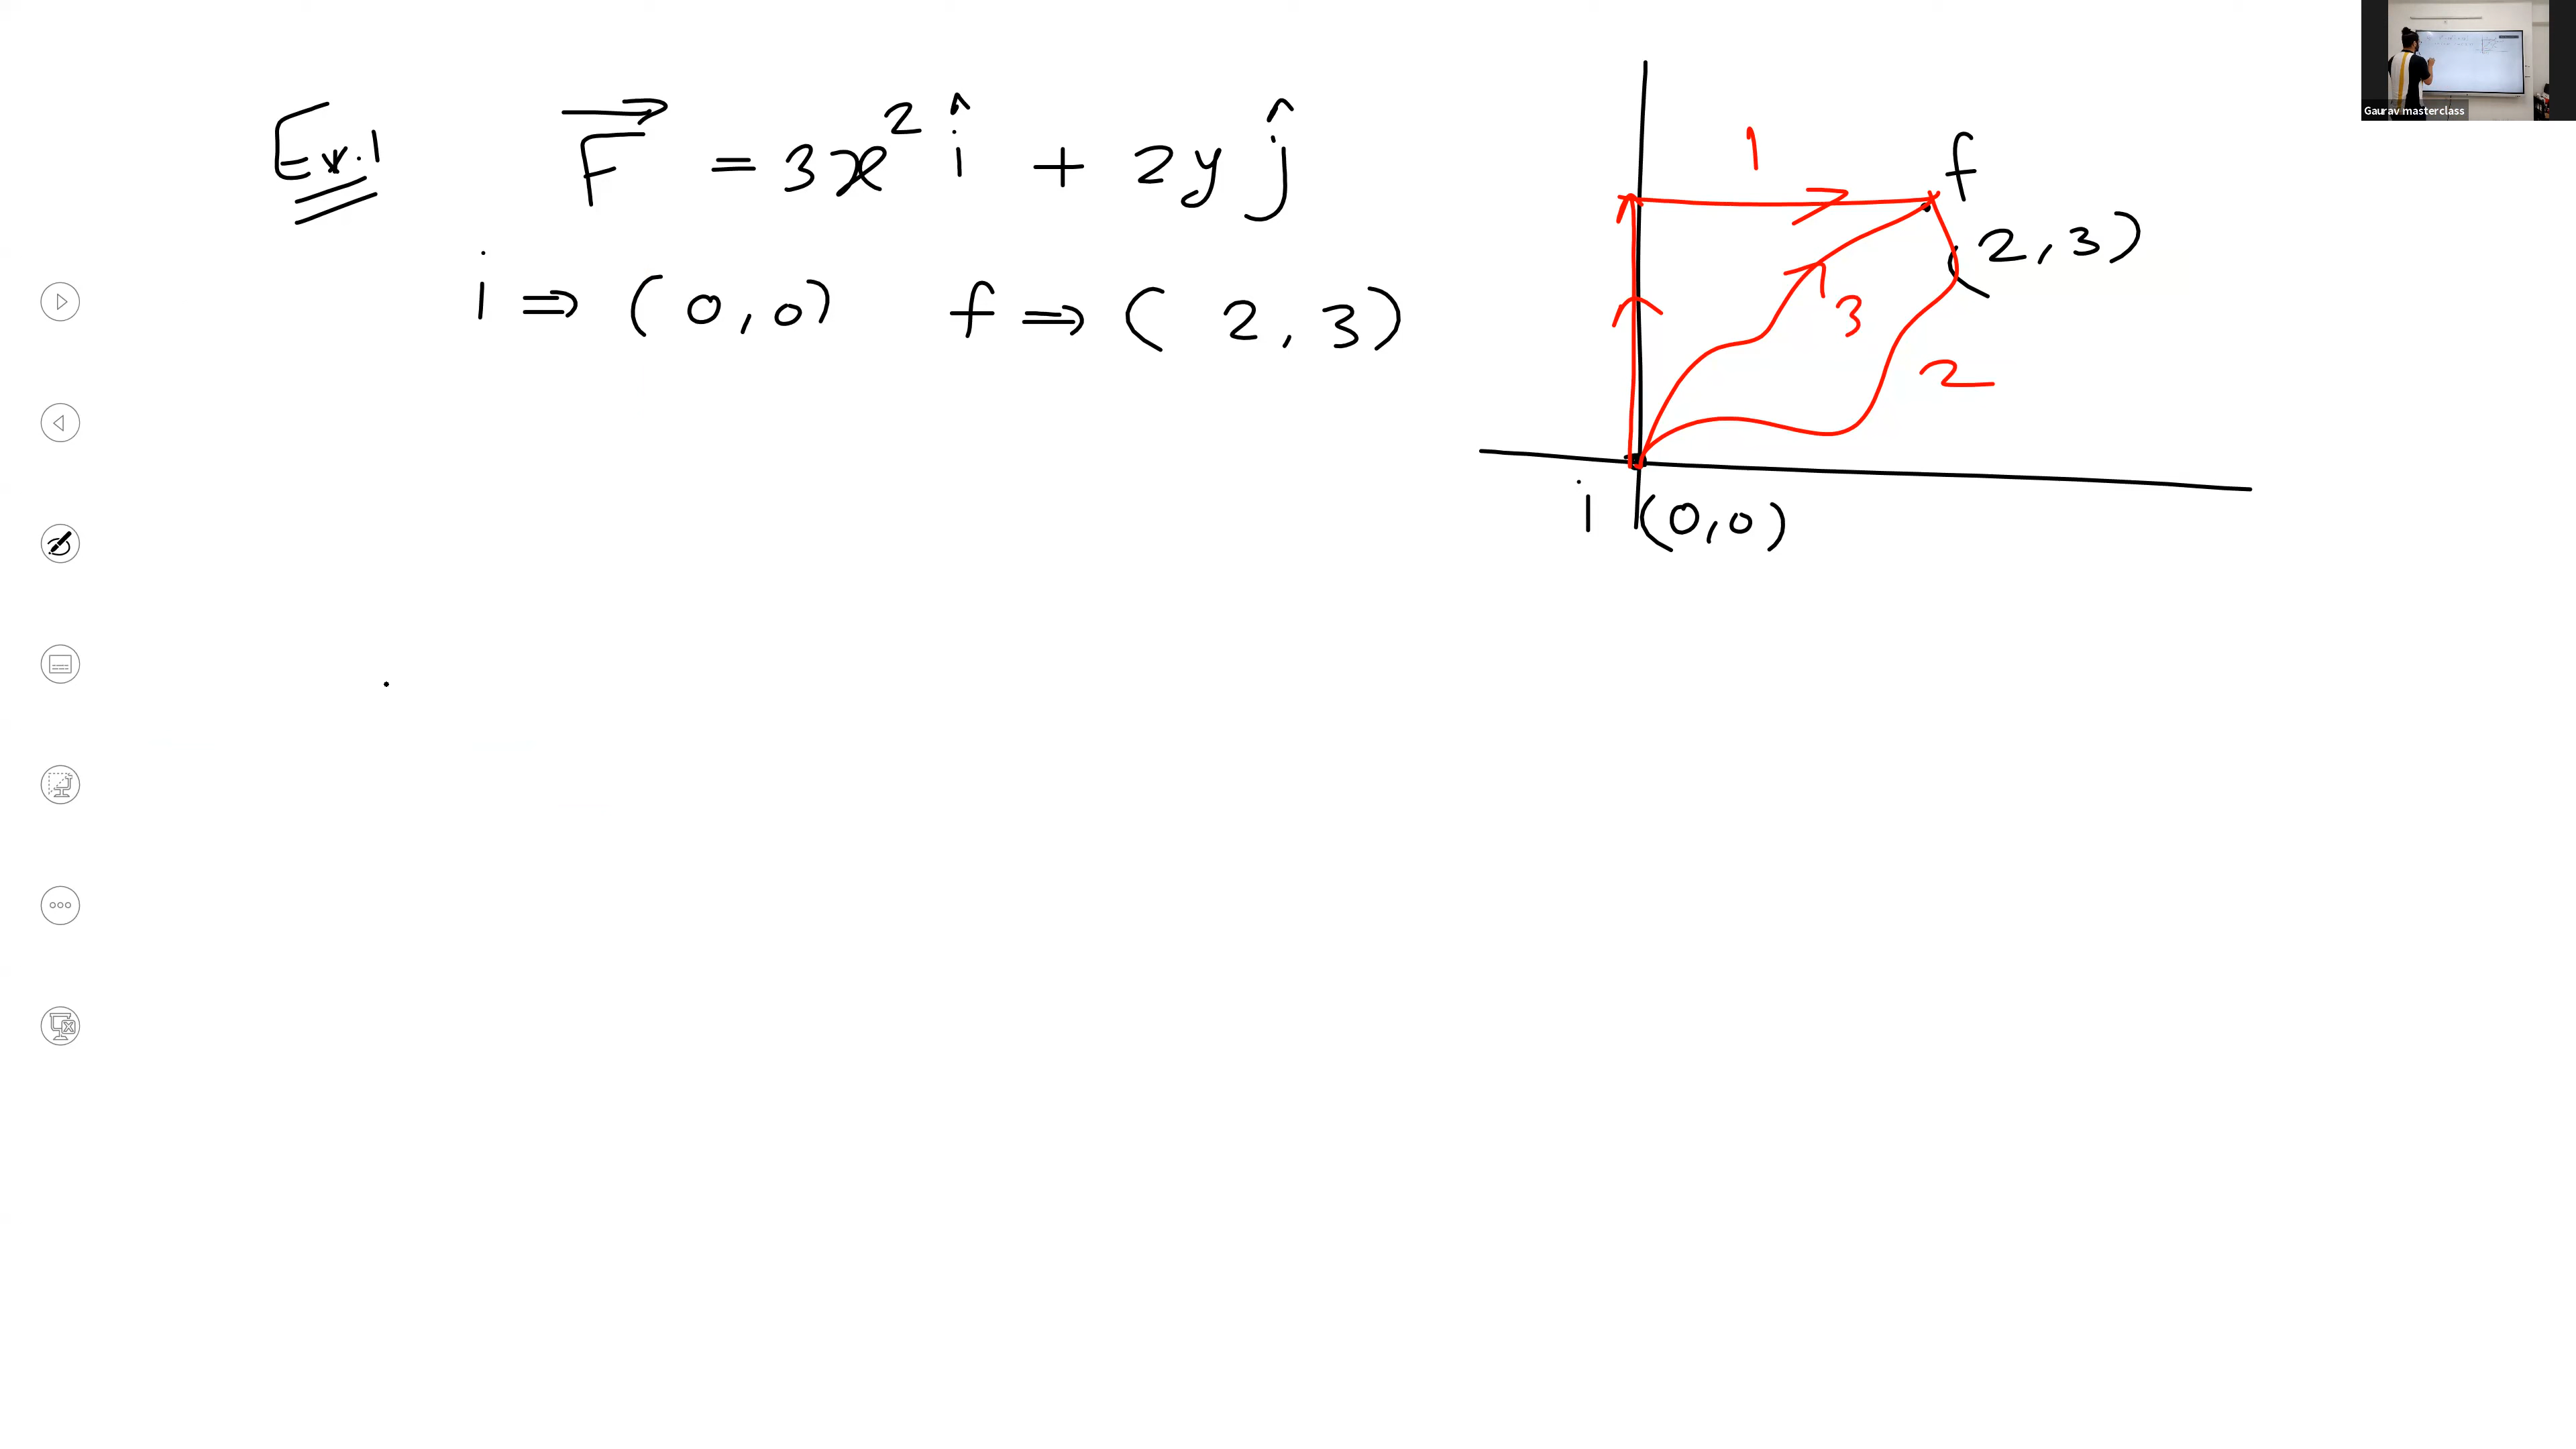 Ex.1 F⃗ = 3x² î + 2y ĵ
i ⇒ (0,0) f ⇒ (2,3)
1
f
(2,3)
3
2
i (0,0)
Gaurav masterclass